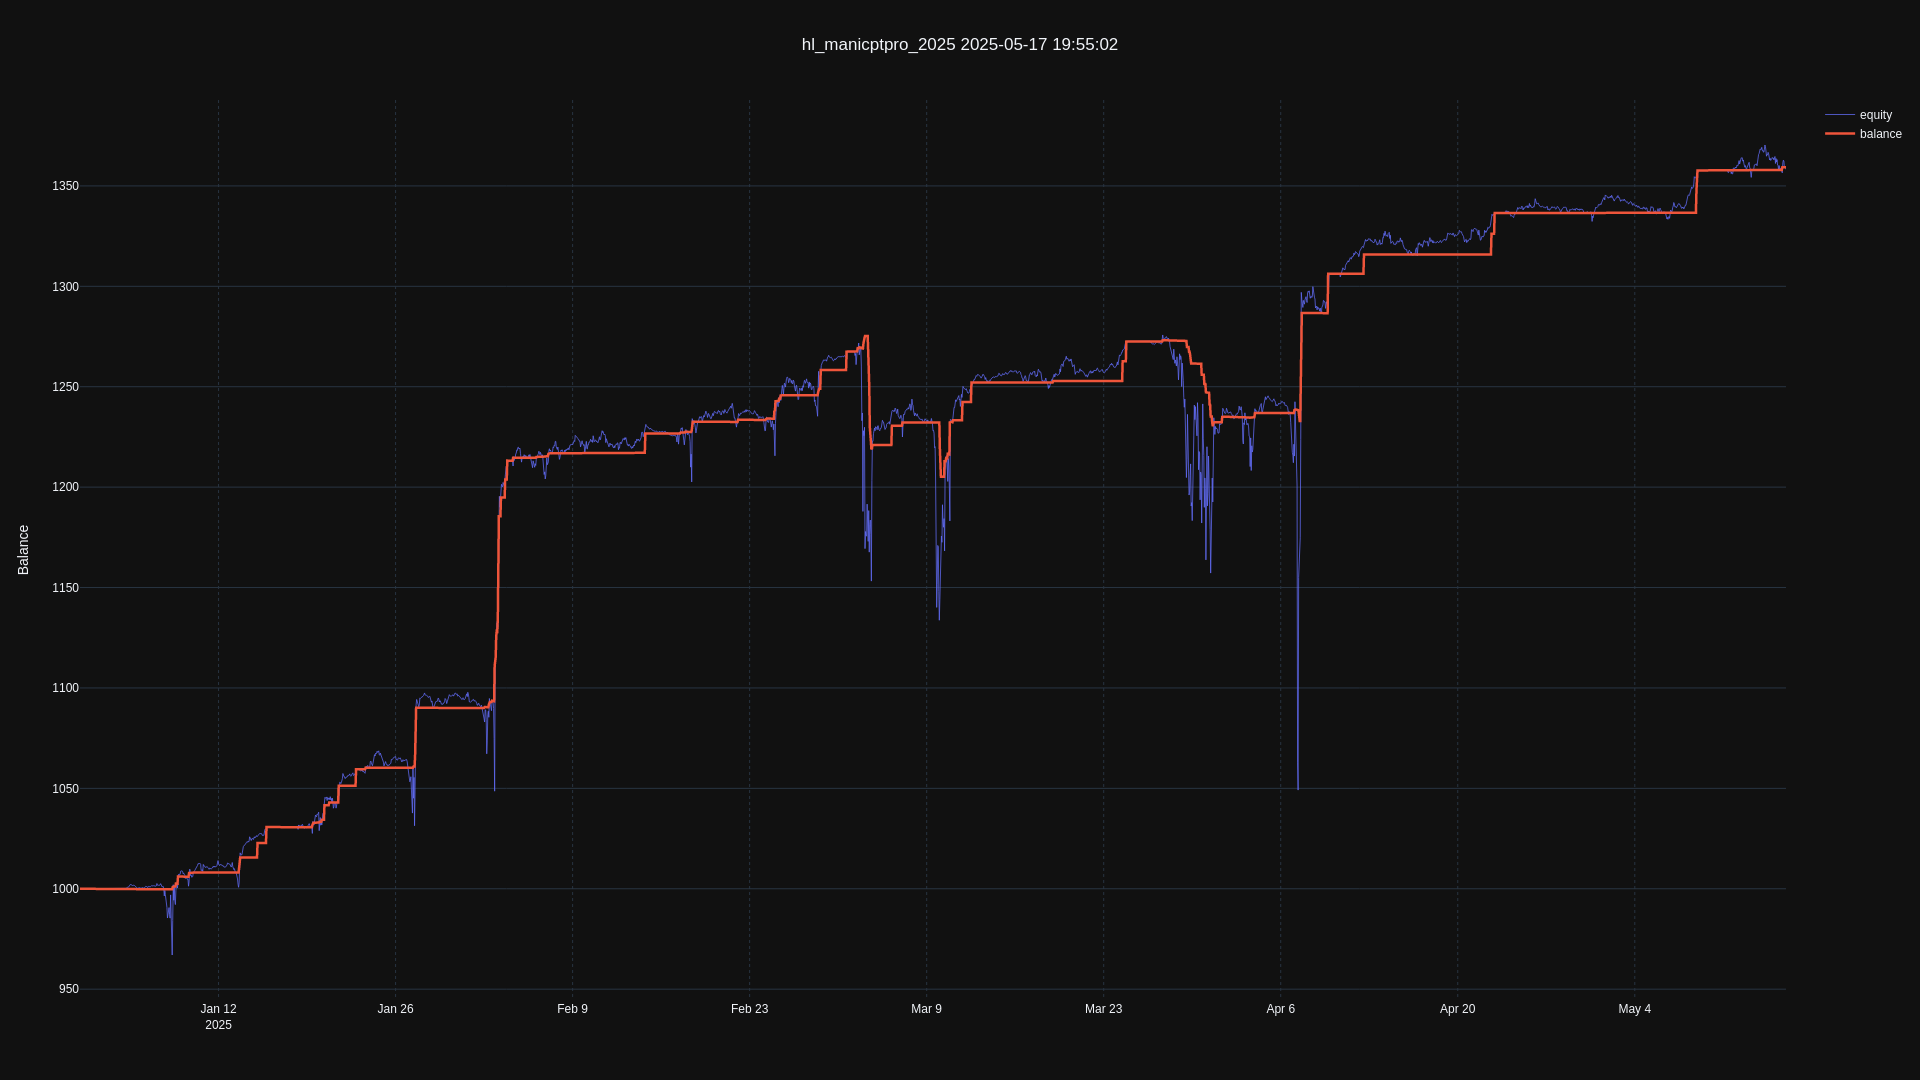 hl_manicptpro_2025 2025-05-17 19:55:02
equity
balance
Balance
1350
1300
1250
1200
1150
1100
1050
1000
950
Jan 12
2025
Jan 26
Feb 9
Feb 23
Mar 9
Mar 23
Apr 6
Apr 20
May 4